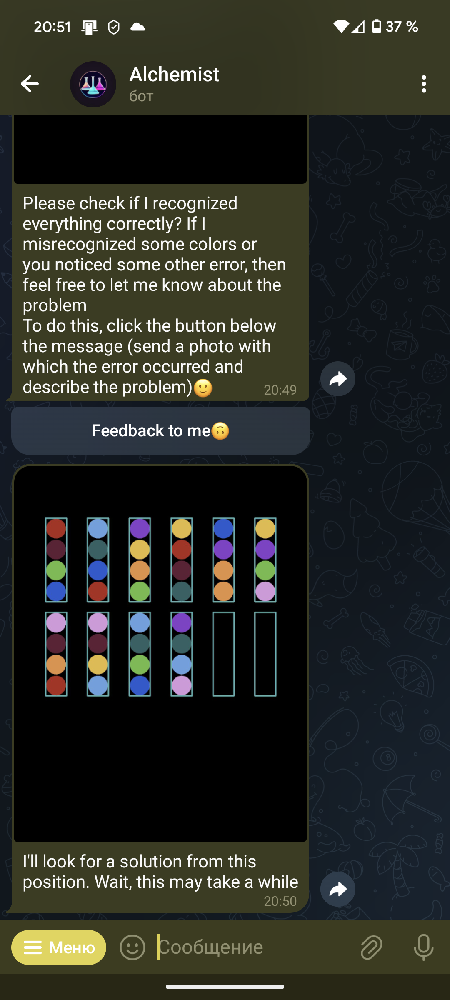 20:51
37 %
Alchemist
бот
Please check if I recognized
everything correctly? If I
misrecognized some colors or
you noticed some other error, then
feel free to let me know about the
problem
To do this, click the button below
the message (send a photo with
which the error occurred and
describe the problem)🙂
20:49
Feedback to me🙃
I'll look for a solution from this
position. Wait, this may take a while
20:50
Меню
Сообщение